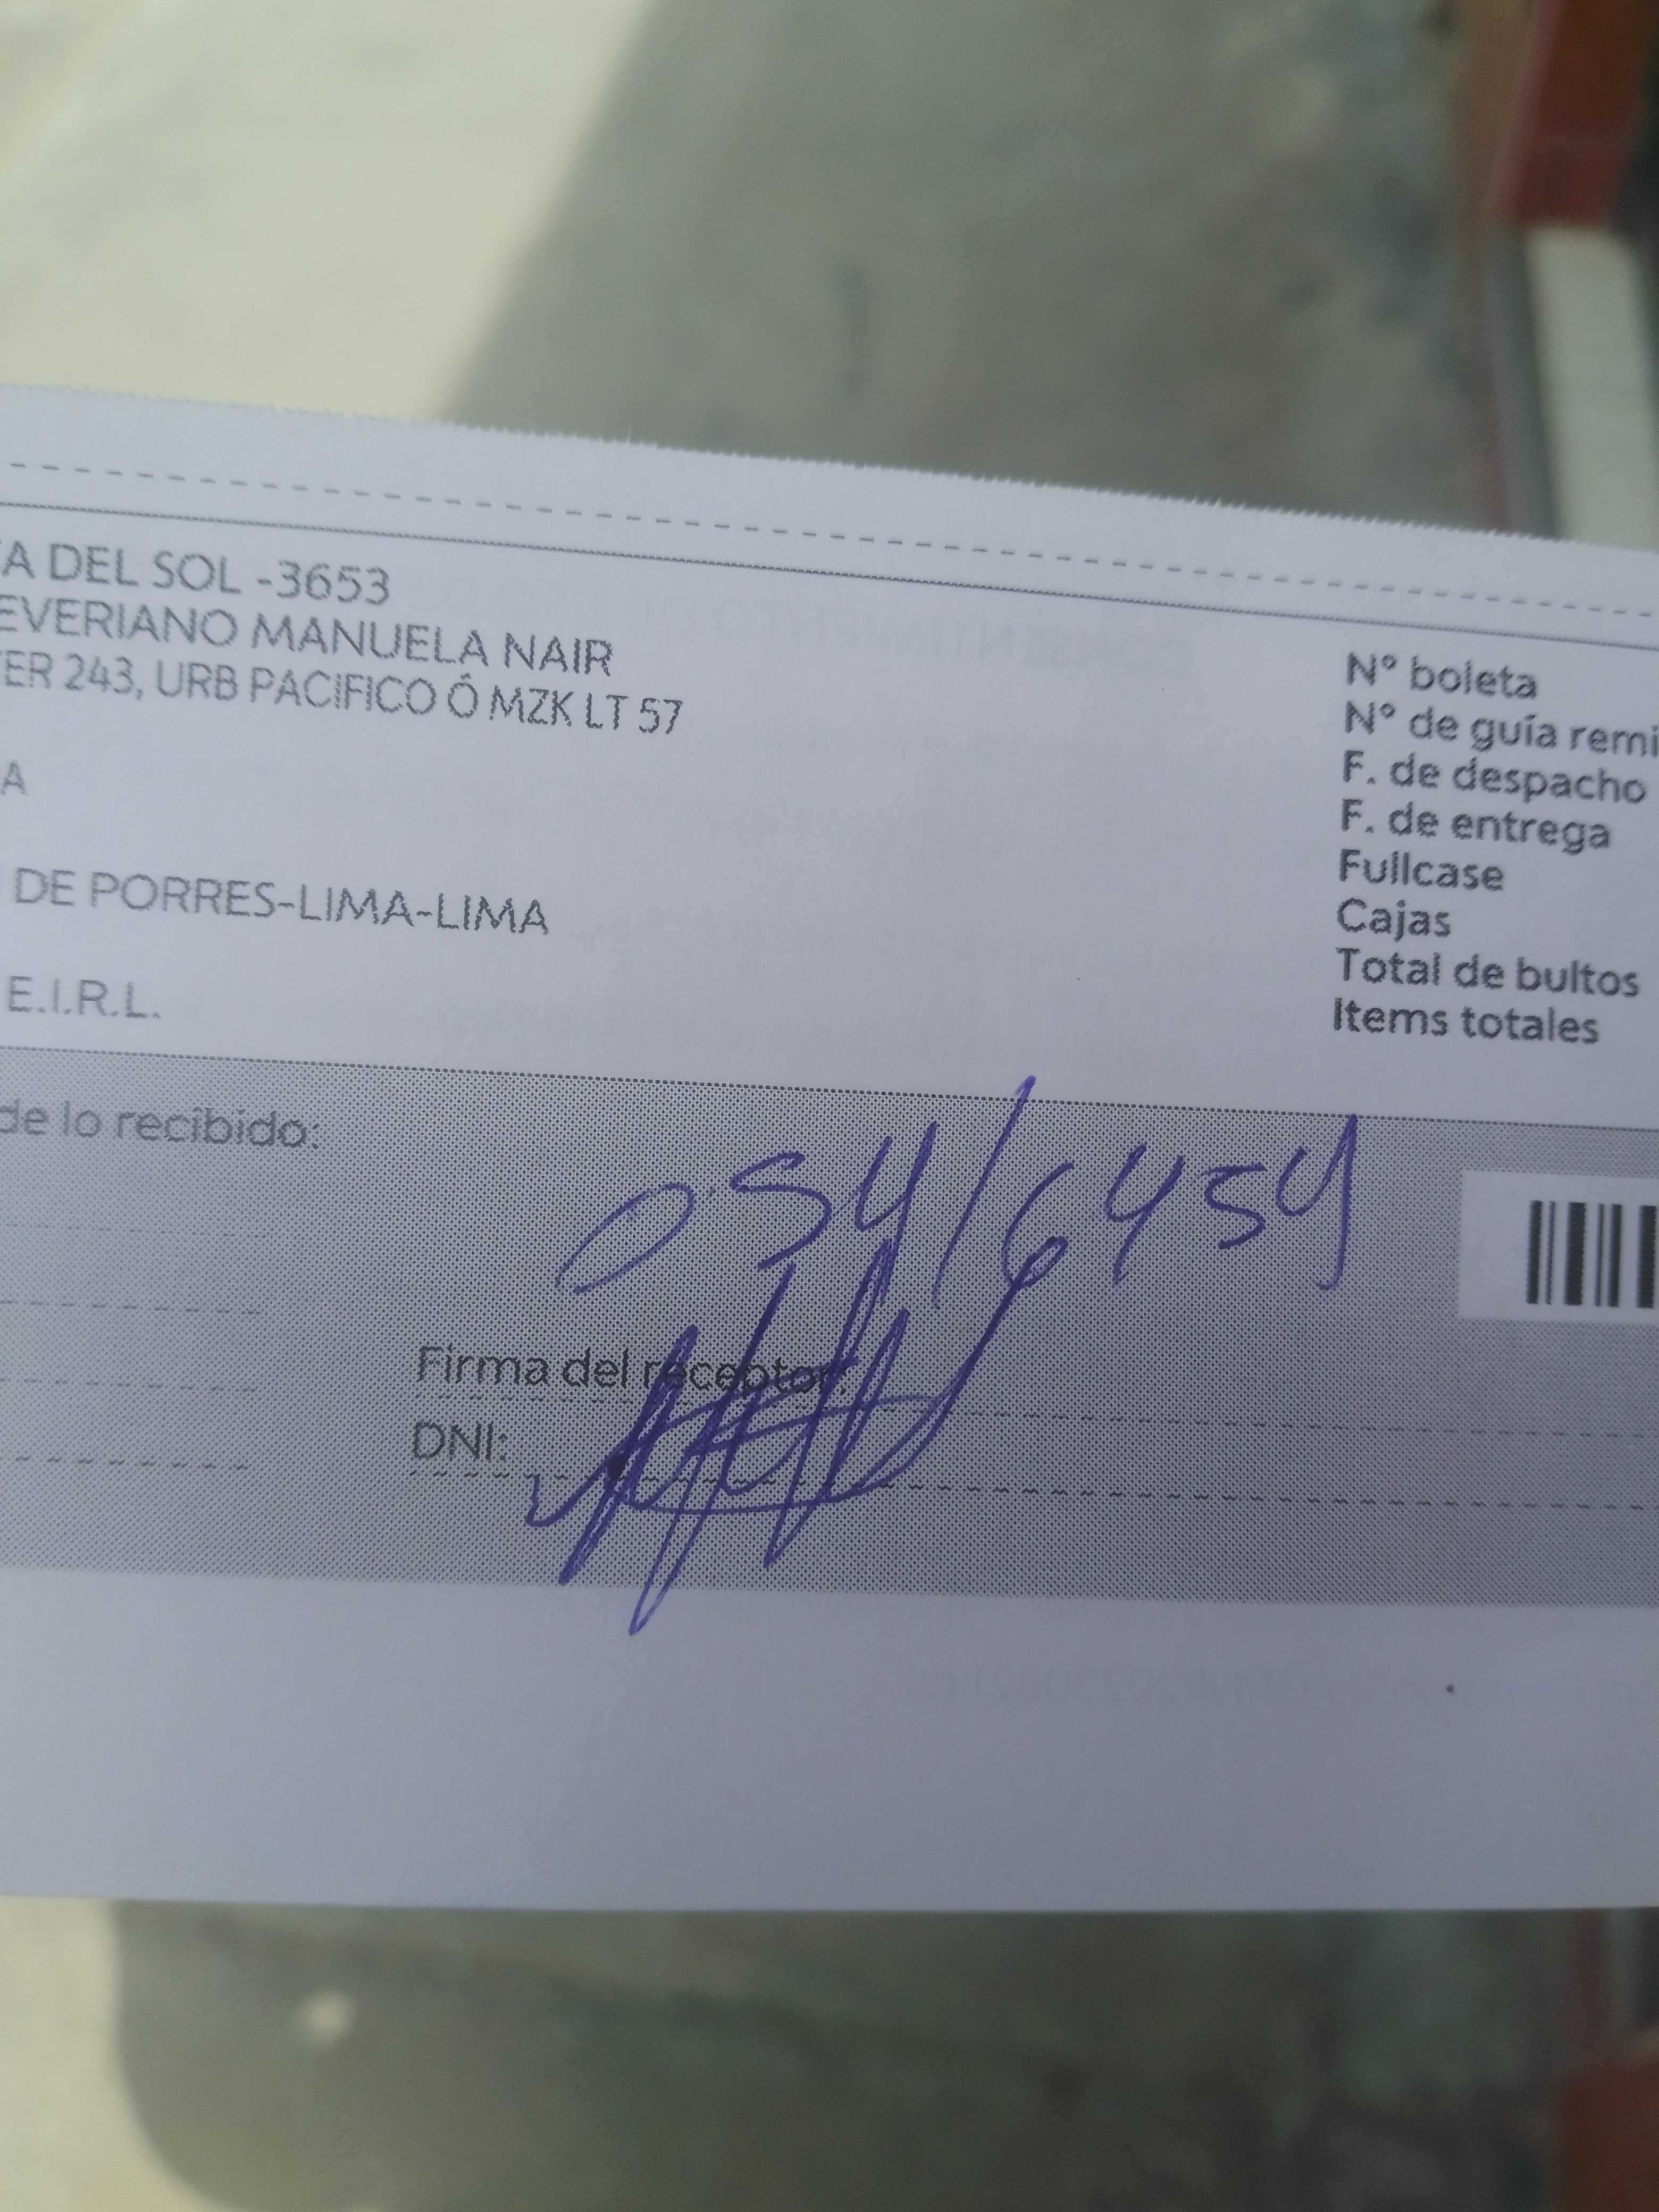 A DEL SOL -3653
EVERIANO MANUELA NAIR
ER 243, URB PACIFICO Ó MZK LT 57
A
DE PORRES-LIMA-LIMA
E.I.R.L.
Nº boleta
Nº de guía remi
F. de despacho
F. de entrega
Fullcase
Cajas
Total de bultos
Items totales
de lo recibido:
054/6454
Firma del receptor:
DNI: